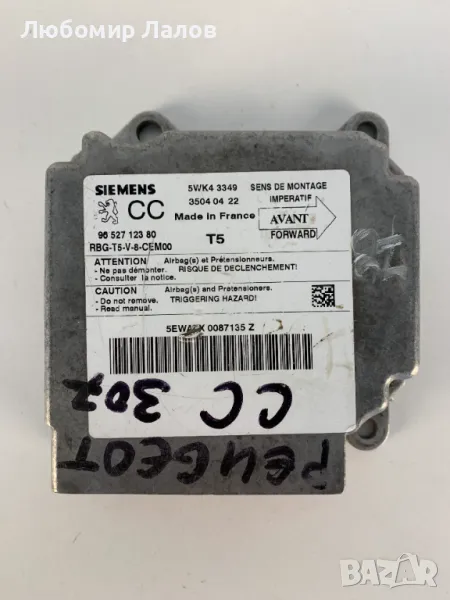 Любомир Лалов
SIEMENS
5WK4 3349
SENS DE MONTAGE
IMPERATIF
CC
3504 04 22
Made in France
AVANT
FORWARD
96 527 123 80
RBG-T5-V-8-CEM00
T5
ATTENTION
Airbag(s) et Prétensionneurs.
- Ne pas démonter. RISQUE DE DECLENCHEMENT!
- Consulter la notice.
CAUTION
Airbag(s) and Pretensioners.
- Do not remove. TRIGGERING HAZARD!
- Read manual.
0087135 Z
CC 307
PEUGEOT
BAZAR